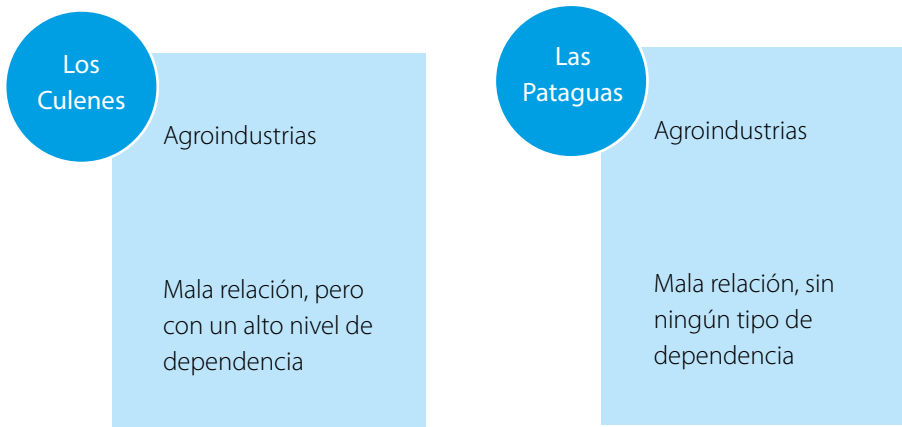 Los
Culenes
Agroindustrias
Mala relación, pero
con un alto nivel de
dependencia
Las
Pataguas
Agroindustrias
Mala relación, sin
ningún tipo de
dependencia